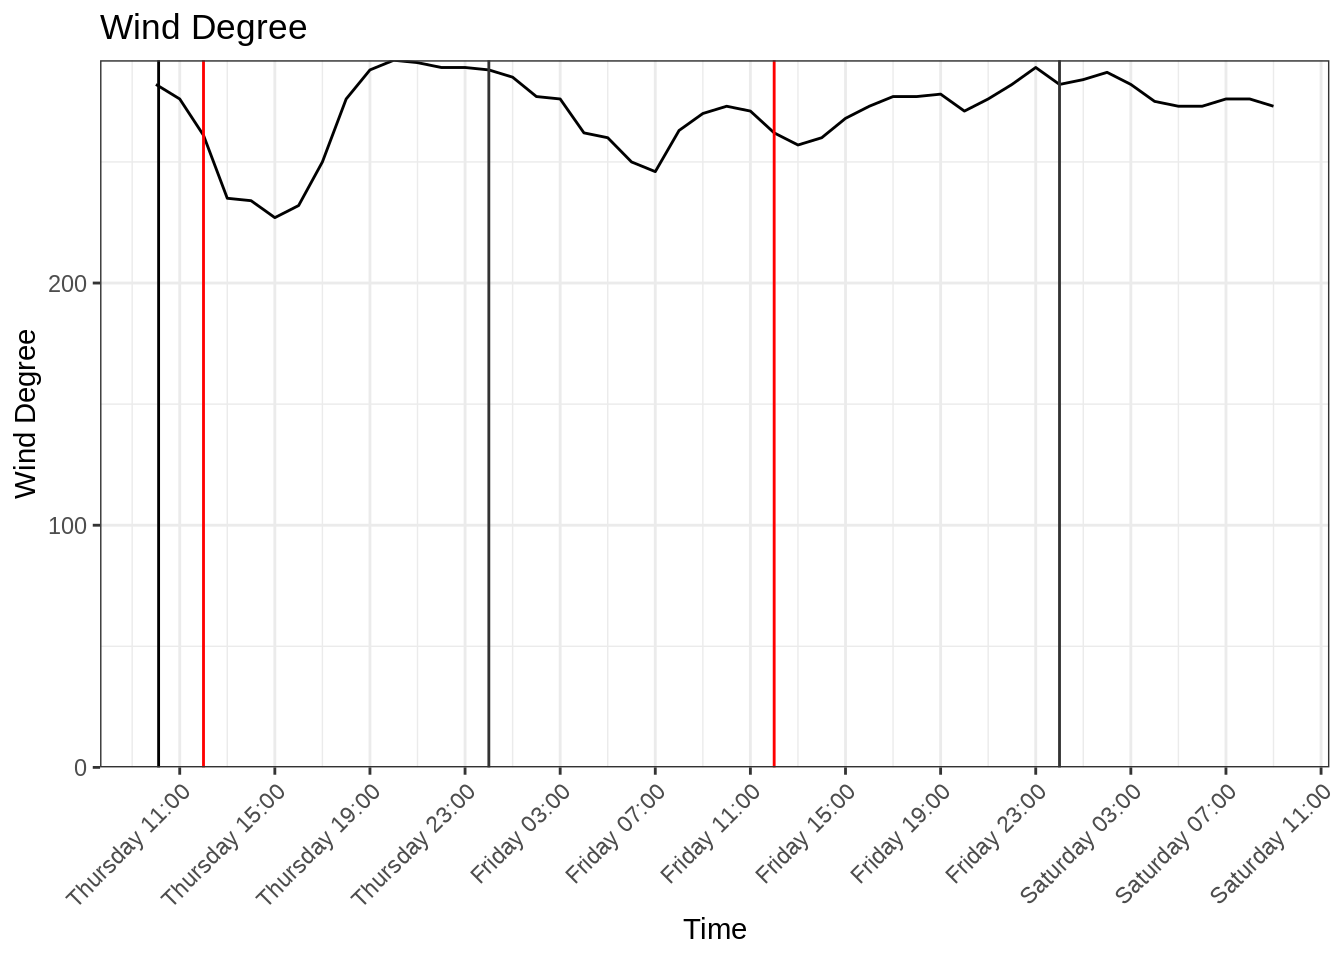 Wind Degree
Wind Degree
200
100
0
Thursday 11:00
Thursday 15:00
Thursday 19:00
Thursday 23:00
Friday 03:00
Friday 07:00
Friday 11:00
Friday 15:00
Friday 19:00
Friday 23:00
Saturday 03:00
Saturday 07:00
Saturday 11:00
Time